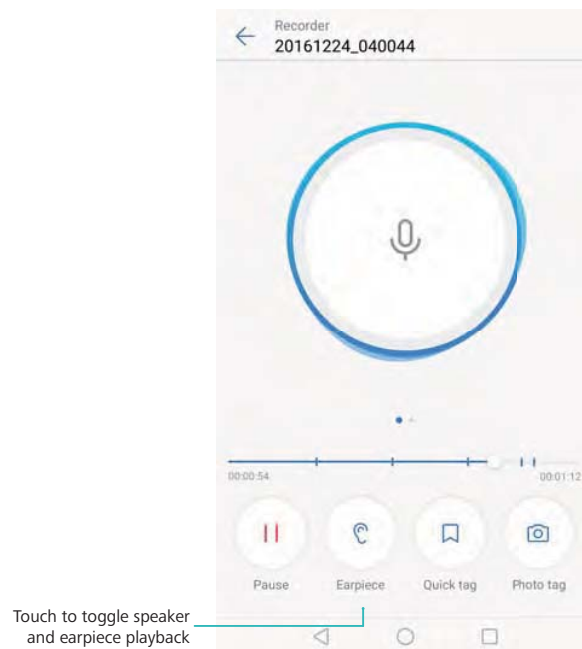 Recorder
20161224_040044
00:00:54
00:01:12
Pause
Earpiece
Quick tag
Photo tag
Touch to toggle speaker
and earpiece playback